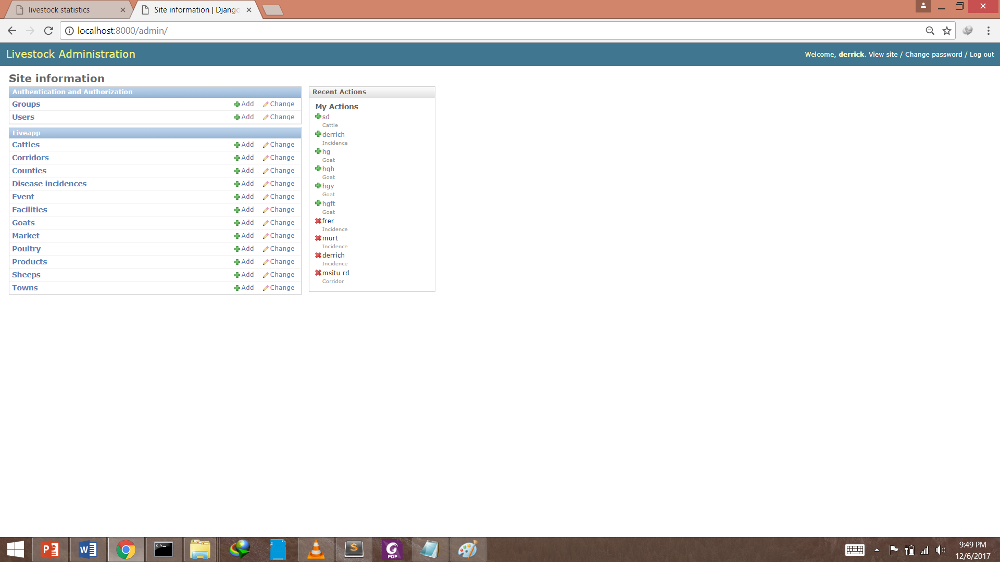 livestock statistics
Site information | Django
localhost:8000/admin/
Livestock Administration
Welcome, derrick. View site / Change password / Log out
Site information
Authentication and Authorization
Groups Add Change
Users Add Change
Liveapp
Cattles Add Change
Corridors Add Change
Counties Add Change
Disease incidences Add Change
Event Add Change
Facilities Add Change
Goats Add Change
Market Add Change
Poultry Add Change
Products Add Change
Sheeps Add Change
Towns Add Change
Recent Actions
My Actions
sd
Cattle
derrich
Incidence
hg
Goat
hgh
Goat
hgy
Goat
hgft
Goat
frer
Incidence
murt
Incidence
derrich
Incidence
msitu rd
Corridor
PDF
9:49 PM
12/6/2017